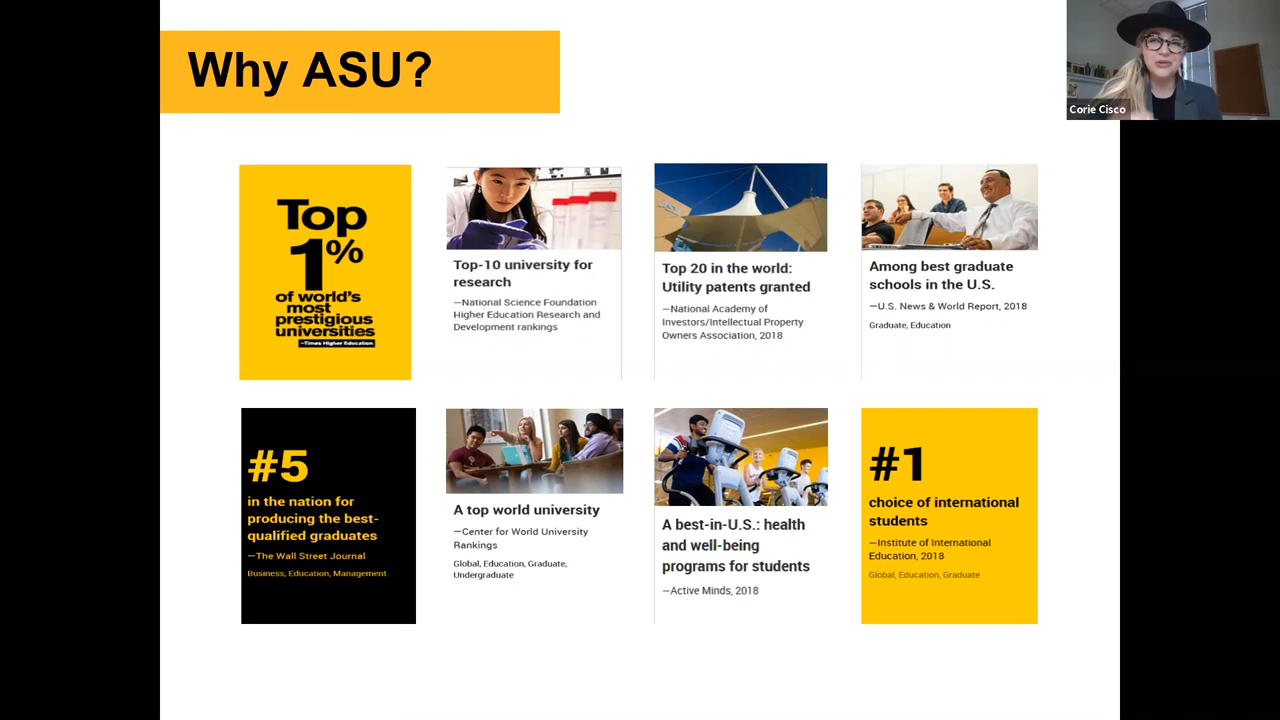 Why ASU?
Corie Cisco
Top
1%
of world's
most
prestigious
universities
—Times Higher Education
Top-10 university for
research
—National Science Foundation
Higher Education Research and
Development rankings
Top 20 in the world:
Utility patents granted
—National Academy of
Investors/Intellectual Property
Owners Association, 2018
Among best graduate
schools in the U.S.
—U.S. News & World Report, 2018
Graduate, Education
#5
in the nation for
producing the best-
qualified graduates
—The Wall Street Journal
Business, Education, Management
A top world university
—Center for World University
Rankings
Global, Education, Graduate,
Undergraduate
A best-in-U.S.: health
and well-being
programs for students
—Active Minds, 2018
#1
choice of international
students
—Institute of International
Education, 2018
Global, Education, Graduate